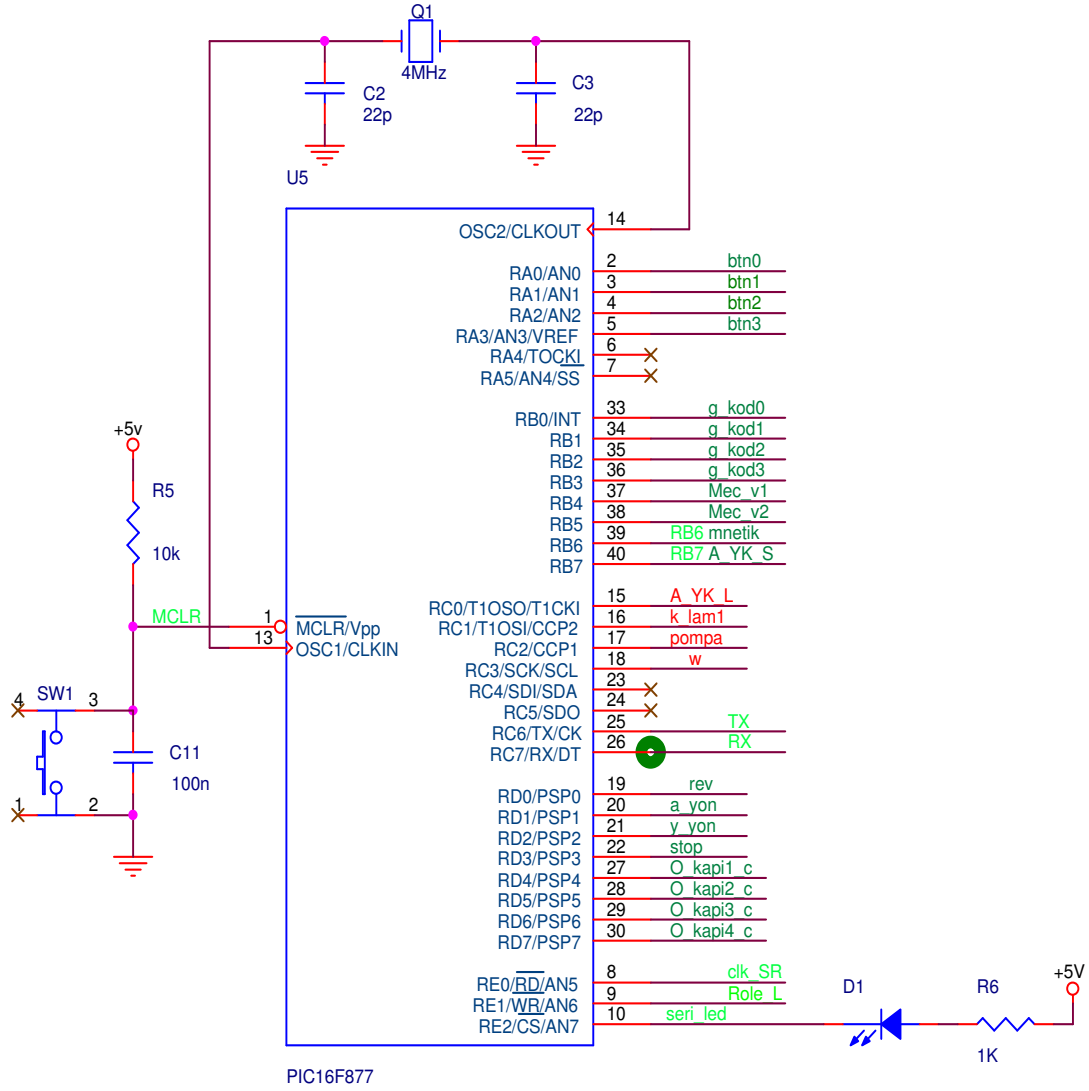 Q1
4MHz
C2
22p
C3
22p
U5
OSC2/CLKOUT 14
RA0/AN0 2 btn0
RA1/AN1 3 btn1
RA2/AN2 4 btn2
RA3/AN3/VREF 5 btn3
RA4/TOCKI 6
RA5/AN4/SS 7
RB0/INT 33 g_kod0
RB1 34 g_kod1
RB2 35 g_kod2
RB3 36 g_kod3
RB4 37 Mec_v1
RB5 38 Mec_v2
RB6 39 RB6 mnetik
RB7 40 RB7 A_YK_S
+5v
R5
10k
MCLR 1 MCLR/Vpp
13 OSC1/CLKIN
RC0/T1OSO/T1CKI 15 A_YK_L
RC1/T1OSI/CCP2 16 k_lam1
RC2/CCP1 17 pompa
RC3/SCK/SCL 18 w
RC4/SDI/SDA 23
RC5/SDO 24
RC6/TX/CK 25 TX
RC7/RX/DT 26 RX
SW1
4 3
1 2
C11
100n
RD0/PSP0 19 rev
RD1/PSP1 20 a_yon
RD2/PSP2 21 y_yon
RD3/PSP3 22 stop
RD4/PSP4 27 O_kapi1_c
RD5/PSP5 28 O_kapi2_c
RD6/PSP6 29 O_kapi3_c
RD7/PSP7 30 O_kapi4_c
RE0/RD/AN5 8 clk_SR
RE1/WR/AN6 9 Role_L
RE2/CS/AN7 10 seri_led
D1
R6
1K
+5V
PIC16F877